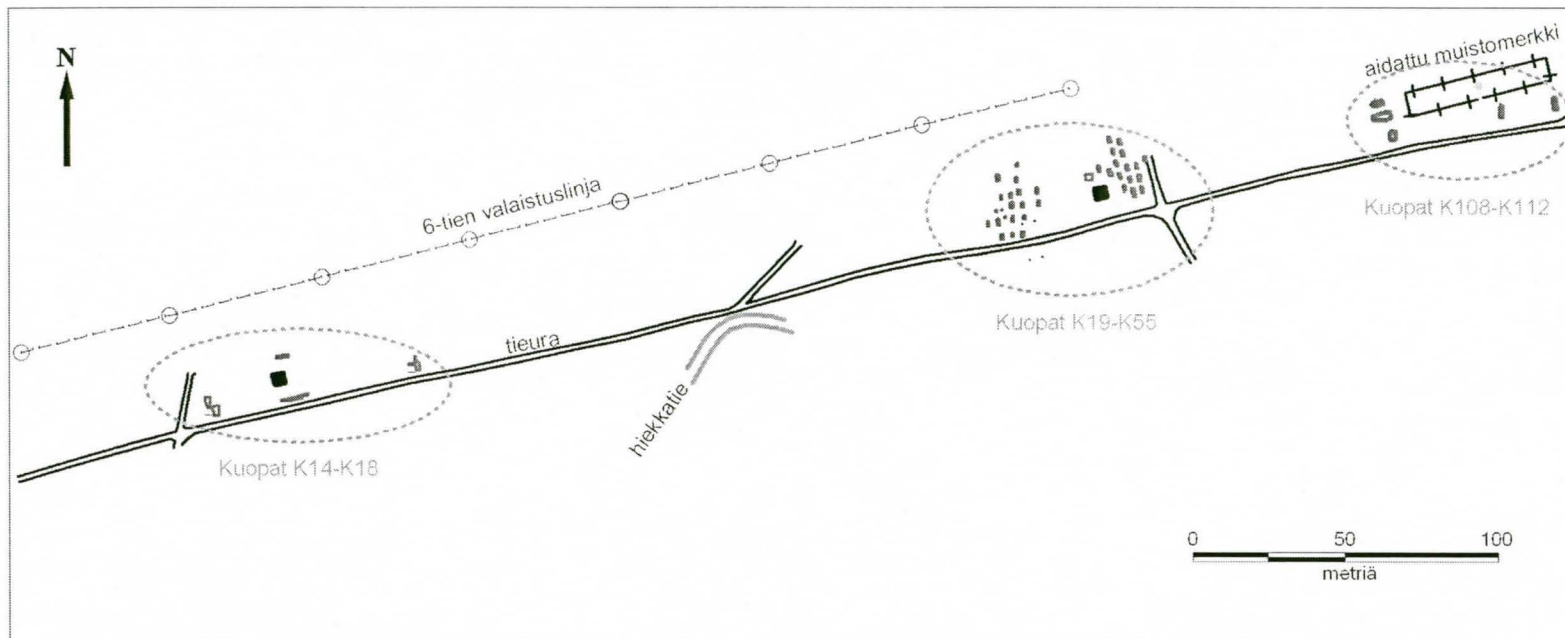 N
aidattu muistomerkki
6-tien valaistuslinja
Kuopat K108-K112
Kuopat K19-K55
tieura
hiekkatie
Kuopat K14-K18
0 50 100
metriä